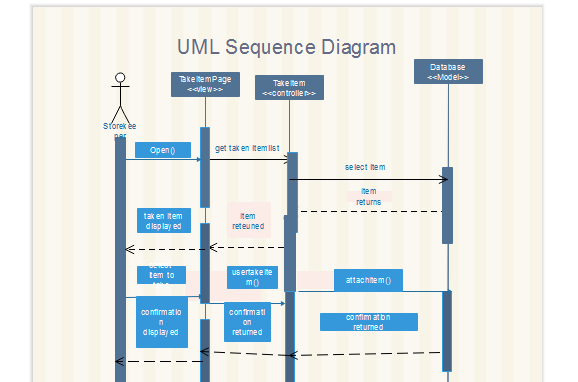 UML Sequence Diagram
Database
<<Model>>
TakeItemPage
<<view>>
TakeItem
<<controller>>
Storekee
per
Open()
get taken itemlist
select item
item
returns
taken item
displayed
item
reteuned
item to
usertakeite
m()
attachitem()
confirmatio
n displayed
confirmati
on
returned
confirmation
returned